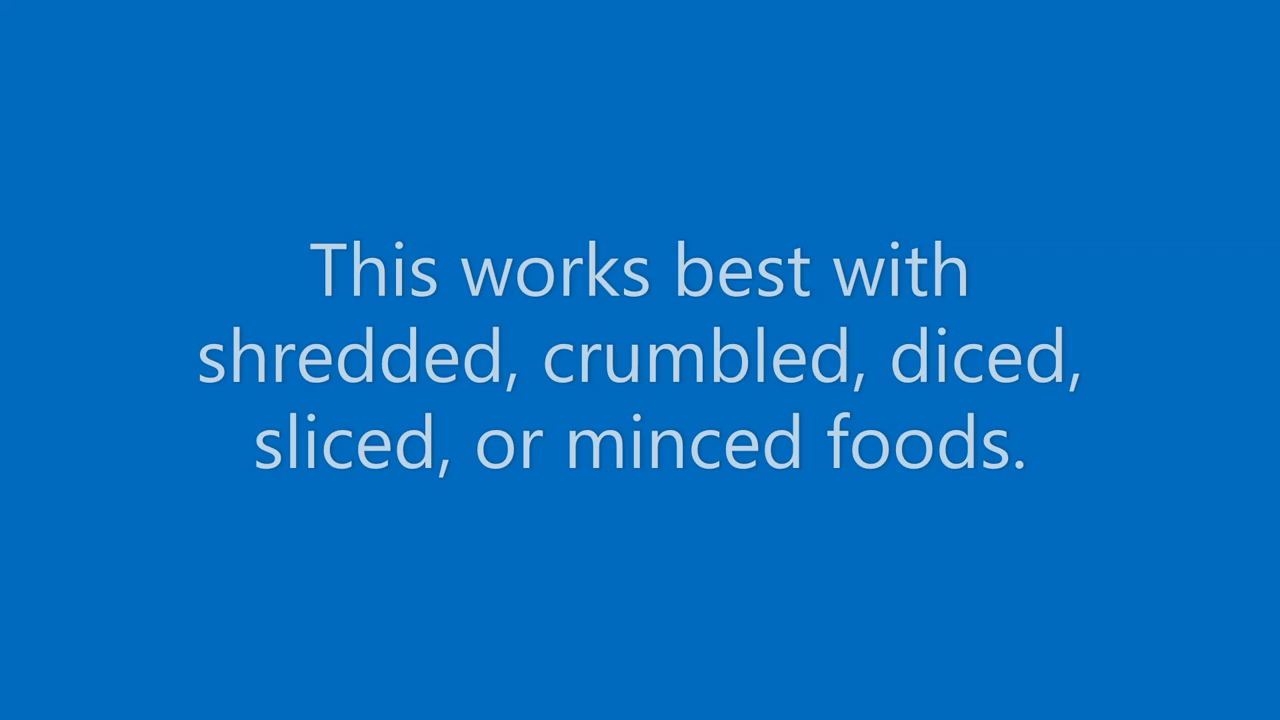 This works best with
shredded, crumbled, diced,
sliced, or minced foods.